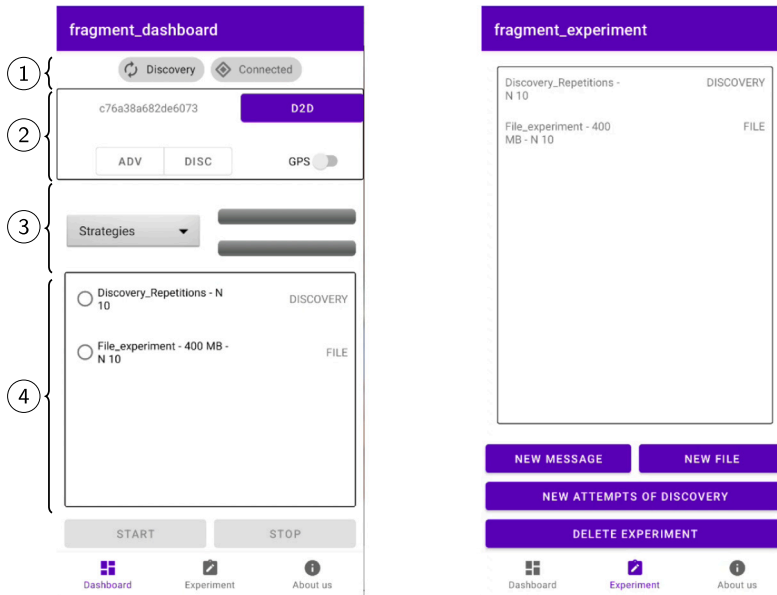 fragment_dashboard
1
Discovery
Connected
2
c76a38a682de6073
D2D
ADV
DISC
GPS
3
Strategies
4
Discovery_Repetitions - N
10
DISCOVERY
File_experiment - 400 MB -
N 10
FILE
START
STOP
Dashboard
Experiment
About us
fragment_experiment
Discovery_Repetitions -
N 10
DISCOVERY
File_experiment - 400
MB - N 10
FILE
NEW MESSAGE
NEW FILE
NEW ATTEMPTS OF DISCOVERY
DELETE EXPERIMENT
Dashboard
Experiment
About us